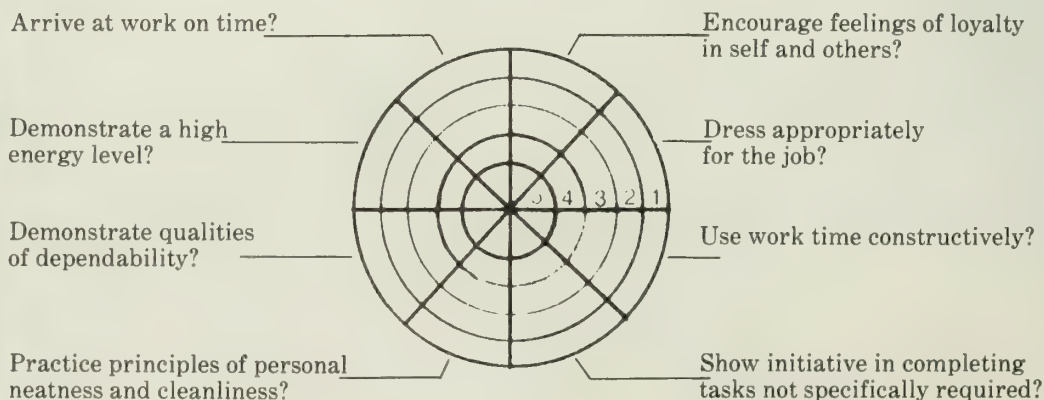 Arrive at work on time?
Demonstrate a high
energy level?
Demonstrate qualities
of dependability?
Practice principles of personal
neatness and cleanliness?
Encourage feelings of loyalty
in self and others?
Dress appropriately
for the job?
Use work time constructively?
Show initiative in completing
tasks not specifically required?
5 4 3 2 1